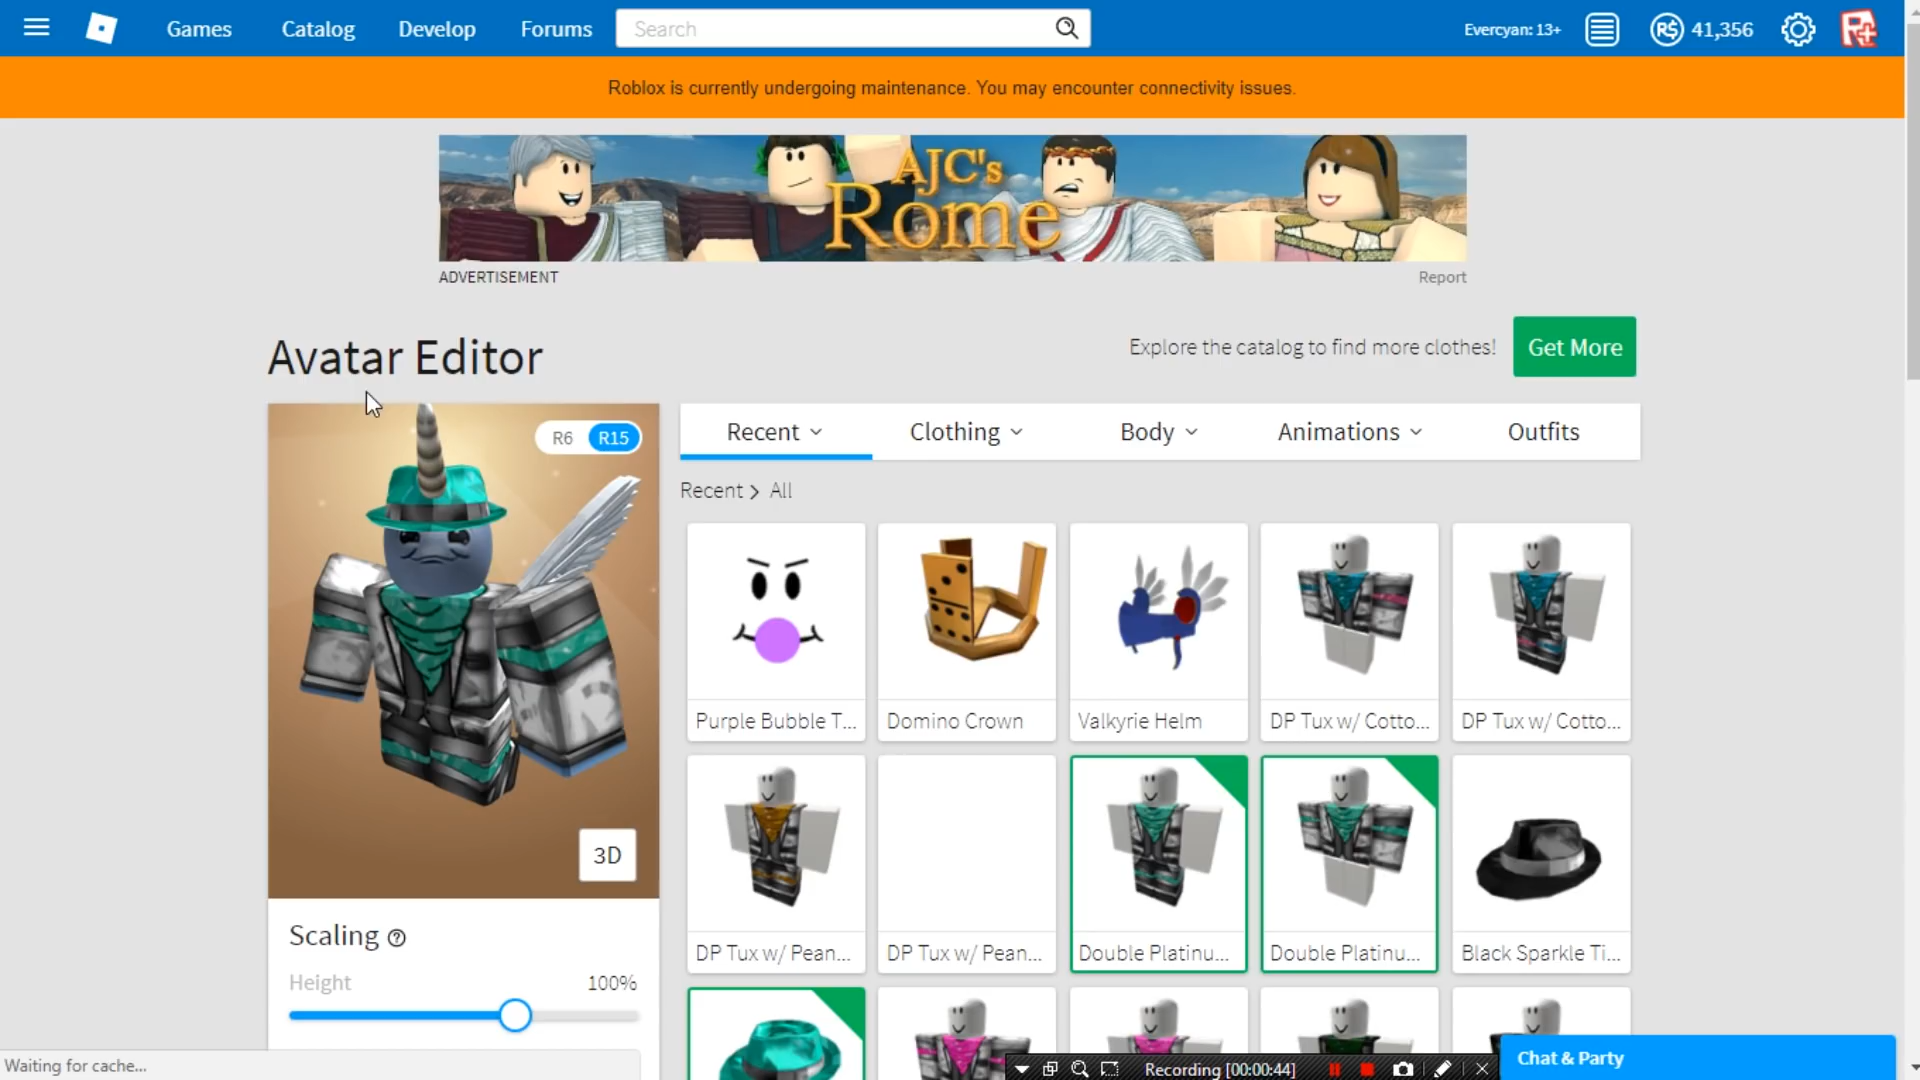 Games
Catalog
Develop
Forums
Search
Evercyan: 13+
R$ 41,356
Roblox is currently undergoing maintenance. You may encounter connectivity issues.
AJC's
Rome
ADVERTISEMENT
Report
Avatar Editor
Explore the catalog to find more clothes!
Get More
R6 R15
3D
Recent
Clothing
Body
Animations
Outfits
Recent > All
Purple Bubble T...
Domino Crown
Valkyrie Helm
DP Tux w/ Cotto...
DP Tux w/ Cotto...
DP Tux w/ Pean...
DP Tux w/ Pean...
Double Platinu...
Double Platinu...
Black Sparkle Ti...
Scaling ?
Height 100%
Waiting for cache...
Recording [00:00:44]
Chat & Party